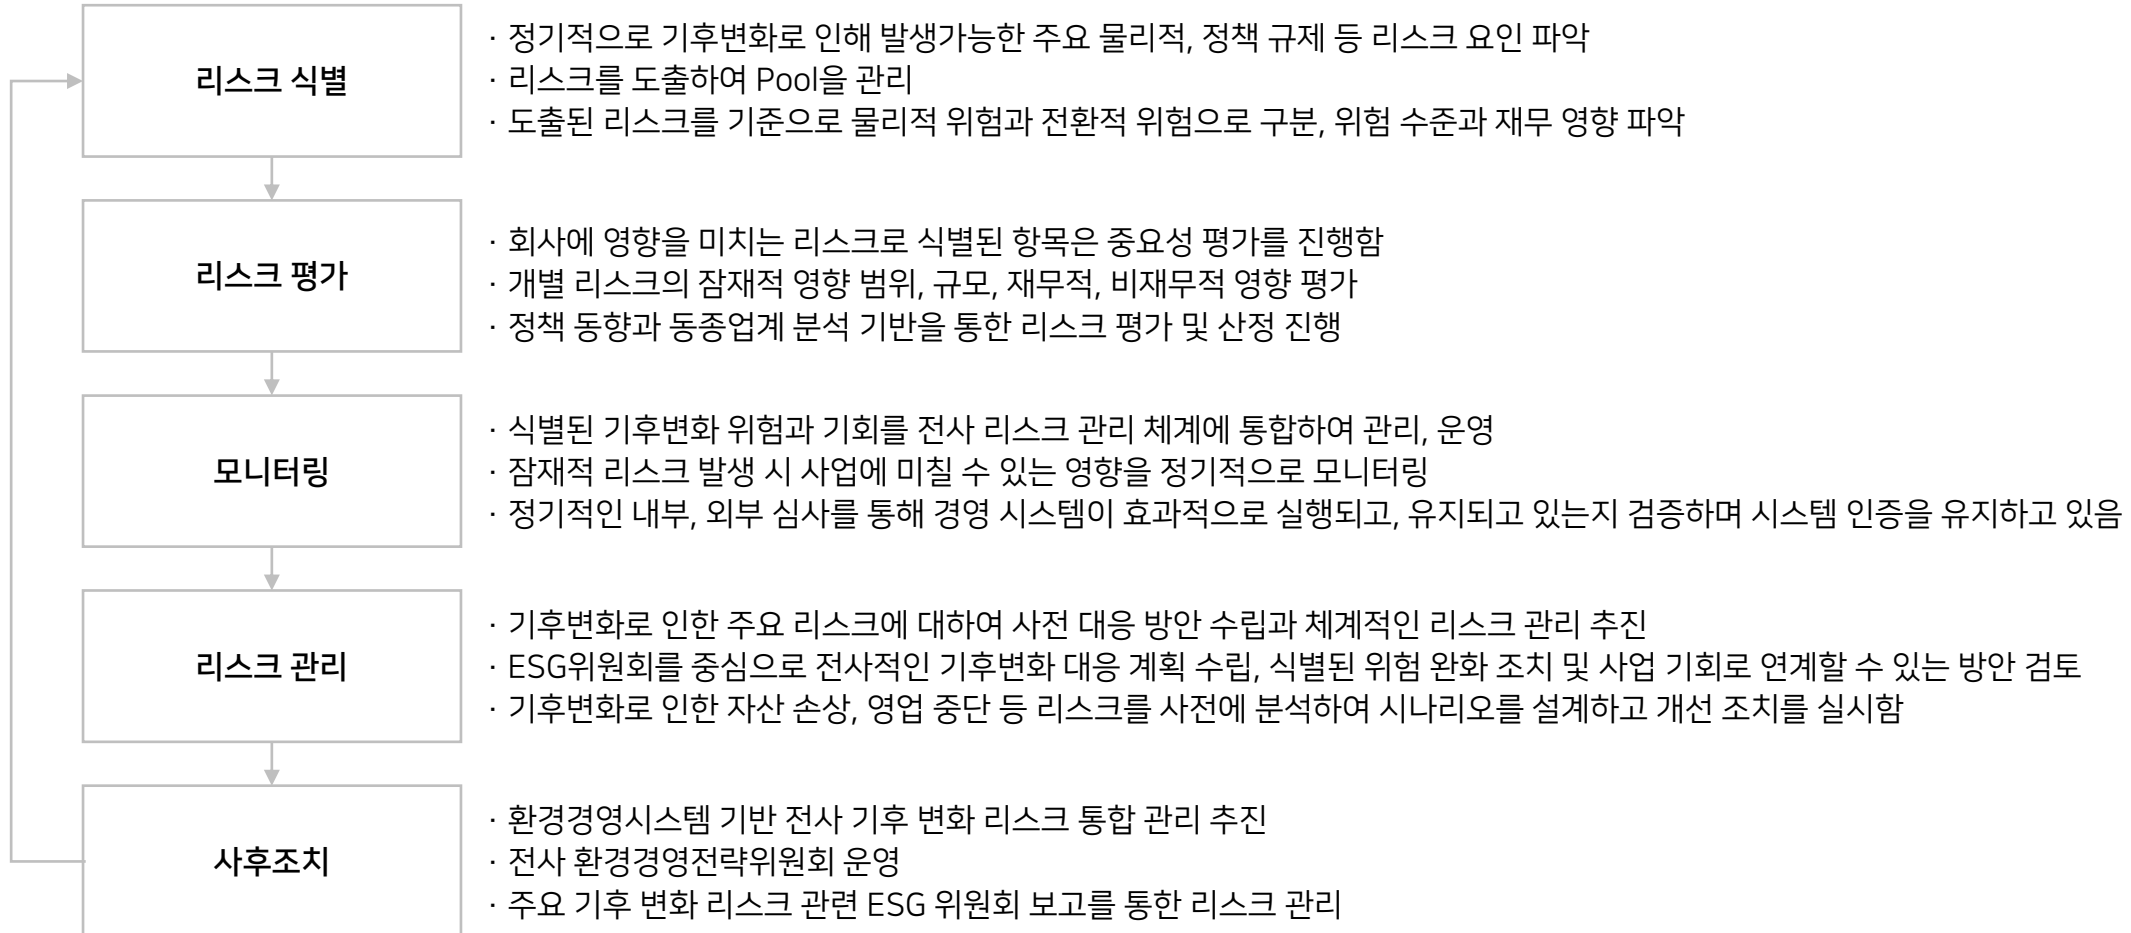 리스크 식별
· 정기적으로 기후변화로 인해 발생가능한 주요 물리적, 정책 규제 등 리스크 요인 파악
· 리스크를 도출하여 Pool을 관리
· 도출된 리스크를 기준으로 물리적 위험과 전환적 위험으로 구분, 위험 수준과 재무 영향 파악
리스크 평가
· 회사에 영향을 미치는 리스크로 식별된 항목은 중요성 평가를 진행함
· 개별 리스크의 잠재적 영향 범위, 규모, 재무적, 비재무적 영향 평가
· 정책 동향과 동종업계 분석 기반을 통한 리스크 평가 및 산정 진행
모니터링
· 식별된 기후변화 위험과 기회를 전사 리스크 관리 체계에 통합하여 관리, 운영
· 잠재적 리스크 발생 시 사업에 미칠 수 있는 영향을 정기적으로 모니터링
· 정기적인 내부, 외부 심사를 통해 경영 시스템이 효과적으로 실행되고, 유지되고 있는지 검증하며 시스템 인증을 유지하고 있음
리스크 관리
· 기후변화로 인한 주요 리스크에 대하여 사전 대응 방안 수립과 체계적인 리스크 관리 추진
· ESG위원회를 중심으로 전사적인 기후변화 대응 계획 수립, 식별된 위험 완화 조치 및 사업 기회로 연계할 수 있는 방안 검토
· 기후변화로 인한 자산 손상, 영업 중단 등 리스크를 사전에 분석하여 시나리오를 설계하고 개선 조치를 실시함
사후조치
· 환경경영시스템 기반 전사 기후 변화 리스크 통합 관리 추진
· 전사 환경경영전략위원회 운영
· 주요 기후 변화 리스크 관련 ESG 위원회 보고를 통한 리스크 관리